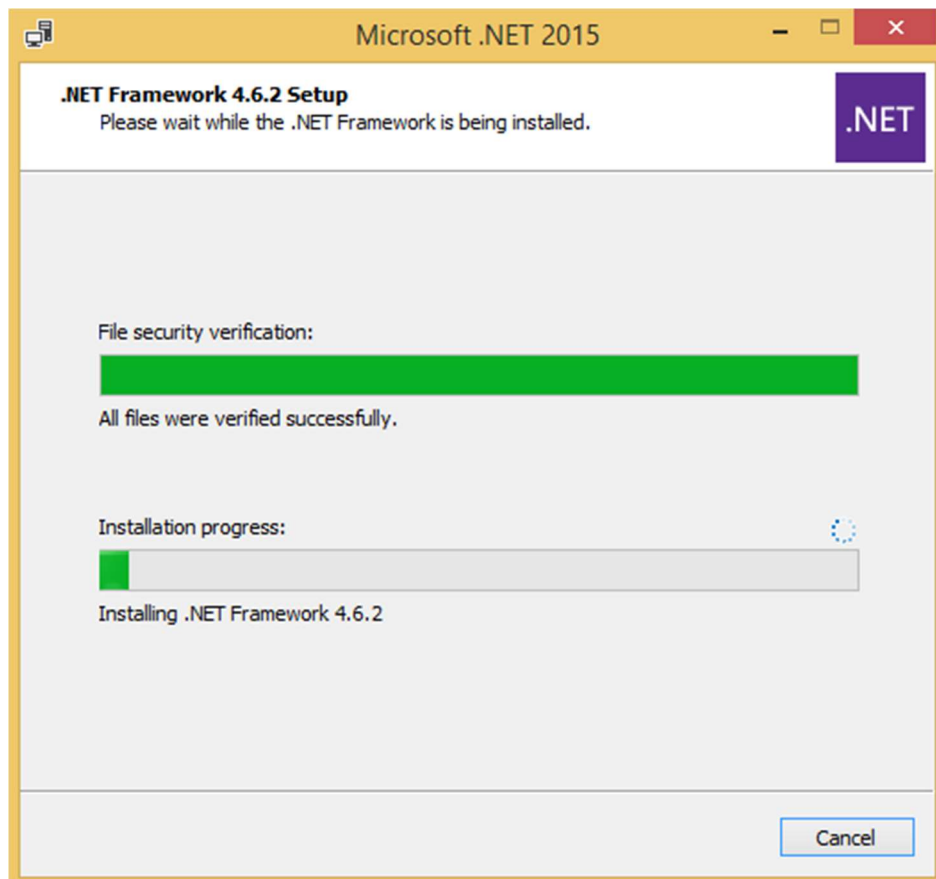 Microsoft .NET 2015
.NET Framework 4.6.2 Setup
Please wait while the .NET Framework is being installed.
.NET
File security verification:
All files were verified successfully.
Installation progress:
Installing .NET Framework 4.6.2
Cancel